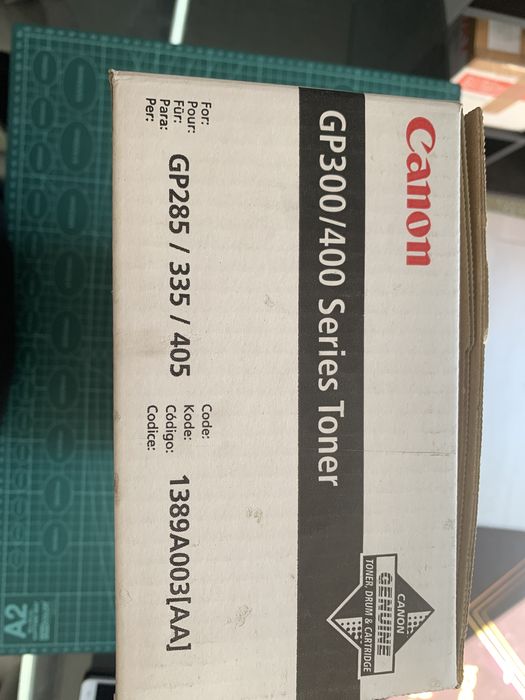 Canon
GP300/400 Series Toner
CANON
GENUINE
TONER, DRUM & CARTRIDGE
For:
Pour:
Für:
Para:
Per:
GP285 / 335 / 405
Code:
Kode:
Código:
Codice:
1389A003[AA]
A2